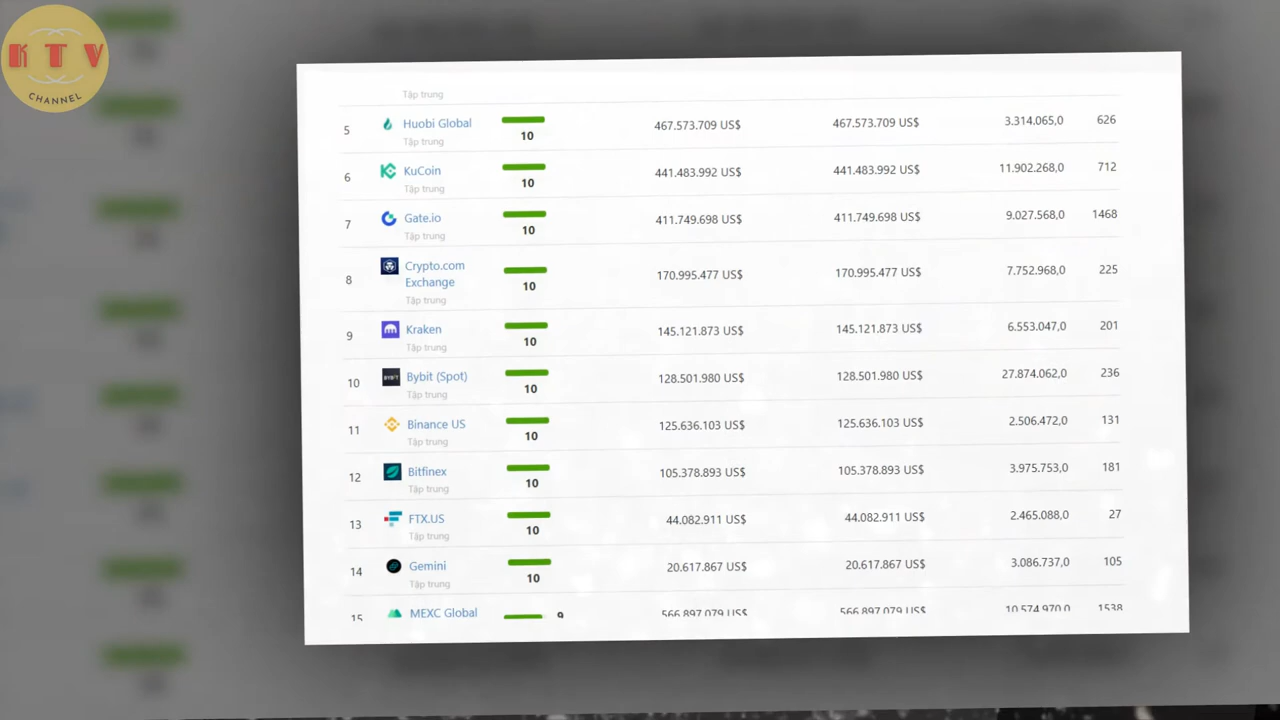 KTV
CHANNEL
Tập trung
5 Huobi Global 10 467.573.709 US$ 467.573.709 US$ 3.314.065,0 626
Tập trung
6 KuCoin 10 441.483.992 US$ 441.483.992 US$ 11.902.268,0 712
Tập trung
7 Gate.io 10 411.749.698 US$ 411.749.698 US$ 9.027.568,0 1468
Tập trung
8 Crypto.com Exchange 10 170.995.477 US$ 170.995.477 US$ 7.752.968,0 225
Tập trung
9 Kraken 10 145.121.873 US$ 145.121.873 US$ 6.553.047,0 201
Tập trung
10 BYBIT Bybit (Spot) 10 128.501.980 US$ 128.501.980 US$ 27.874.062,0 236
Tập trung
11 Binance US 10 125.636.103 US$ 125.636.103 US$ 2.506.472,0 131
Tập trung
12 Bitfinex 10 105.378.893 US$ 105.378.893 US$ 3.975.753,0 181
Tập trung
13 FTX.US 10 44.082.911 US$ 44.082.911 US$ 2.465.088,0 27
Tập trung
14 Gemini 10 20.617.867 US$ 20.617.867 US$ 3.086.737,0 105
Tập trung
15 MEXC Global 9 566.897.079 US$ 566.897.079 US$ 10.574.970,0 1538